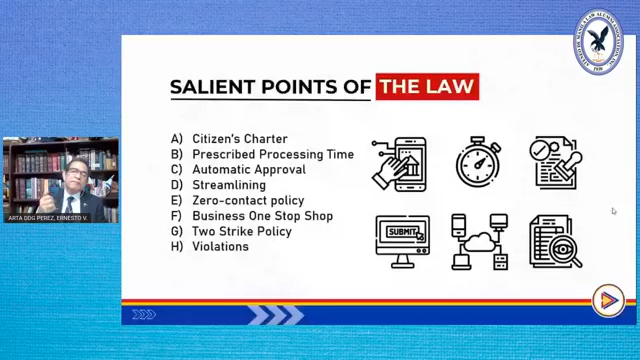 SALIENT POINTS OF THE LAW
A) Citizen's Charter
B) Prescribed Processing Time
C) Automatic Approval
D) Streamlining
E) Zero-contact policy
F) Business One Stop Shop
G) Two Strike Policy
H) Violations
SUBMIT
ARTA DDG PEREZ, ERNESTO V.